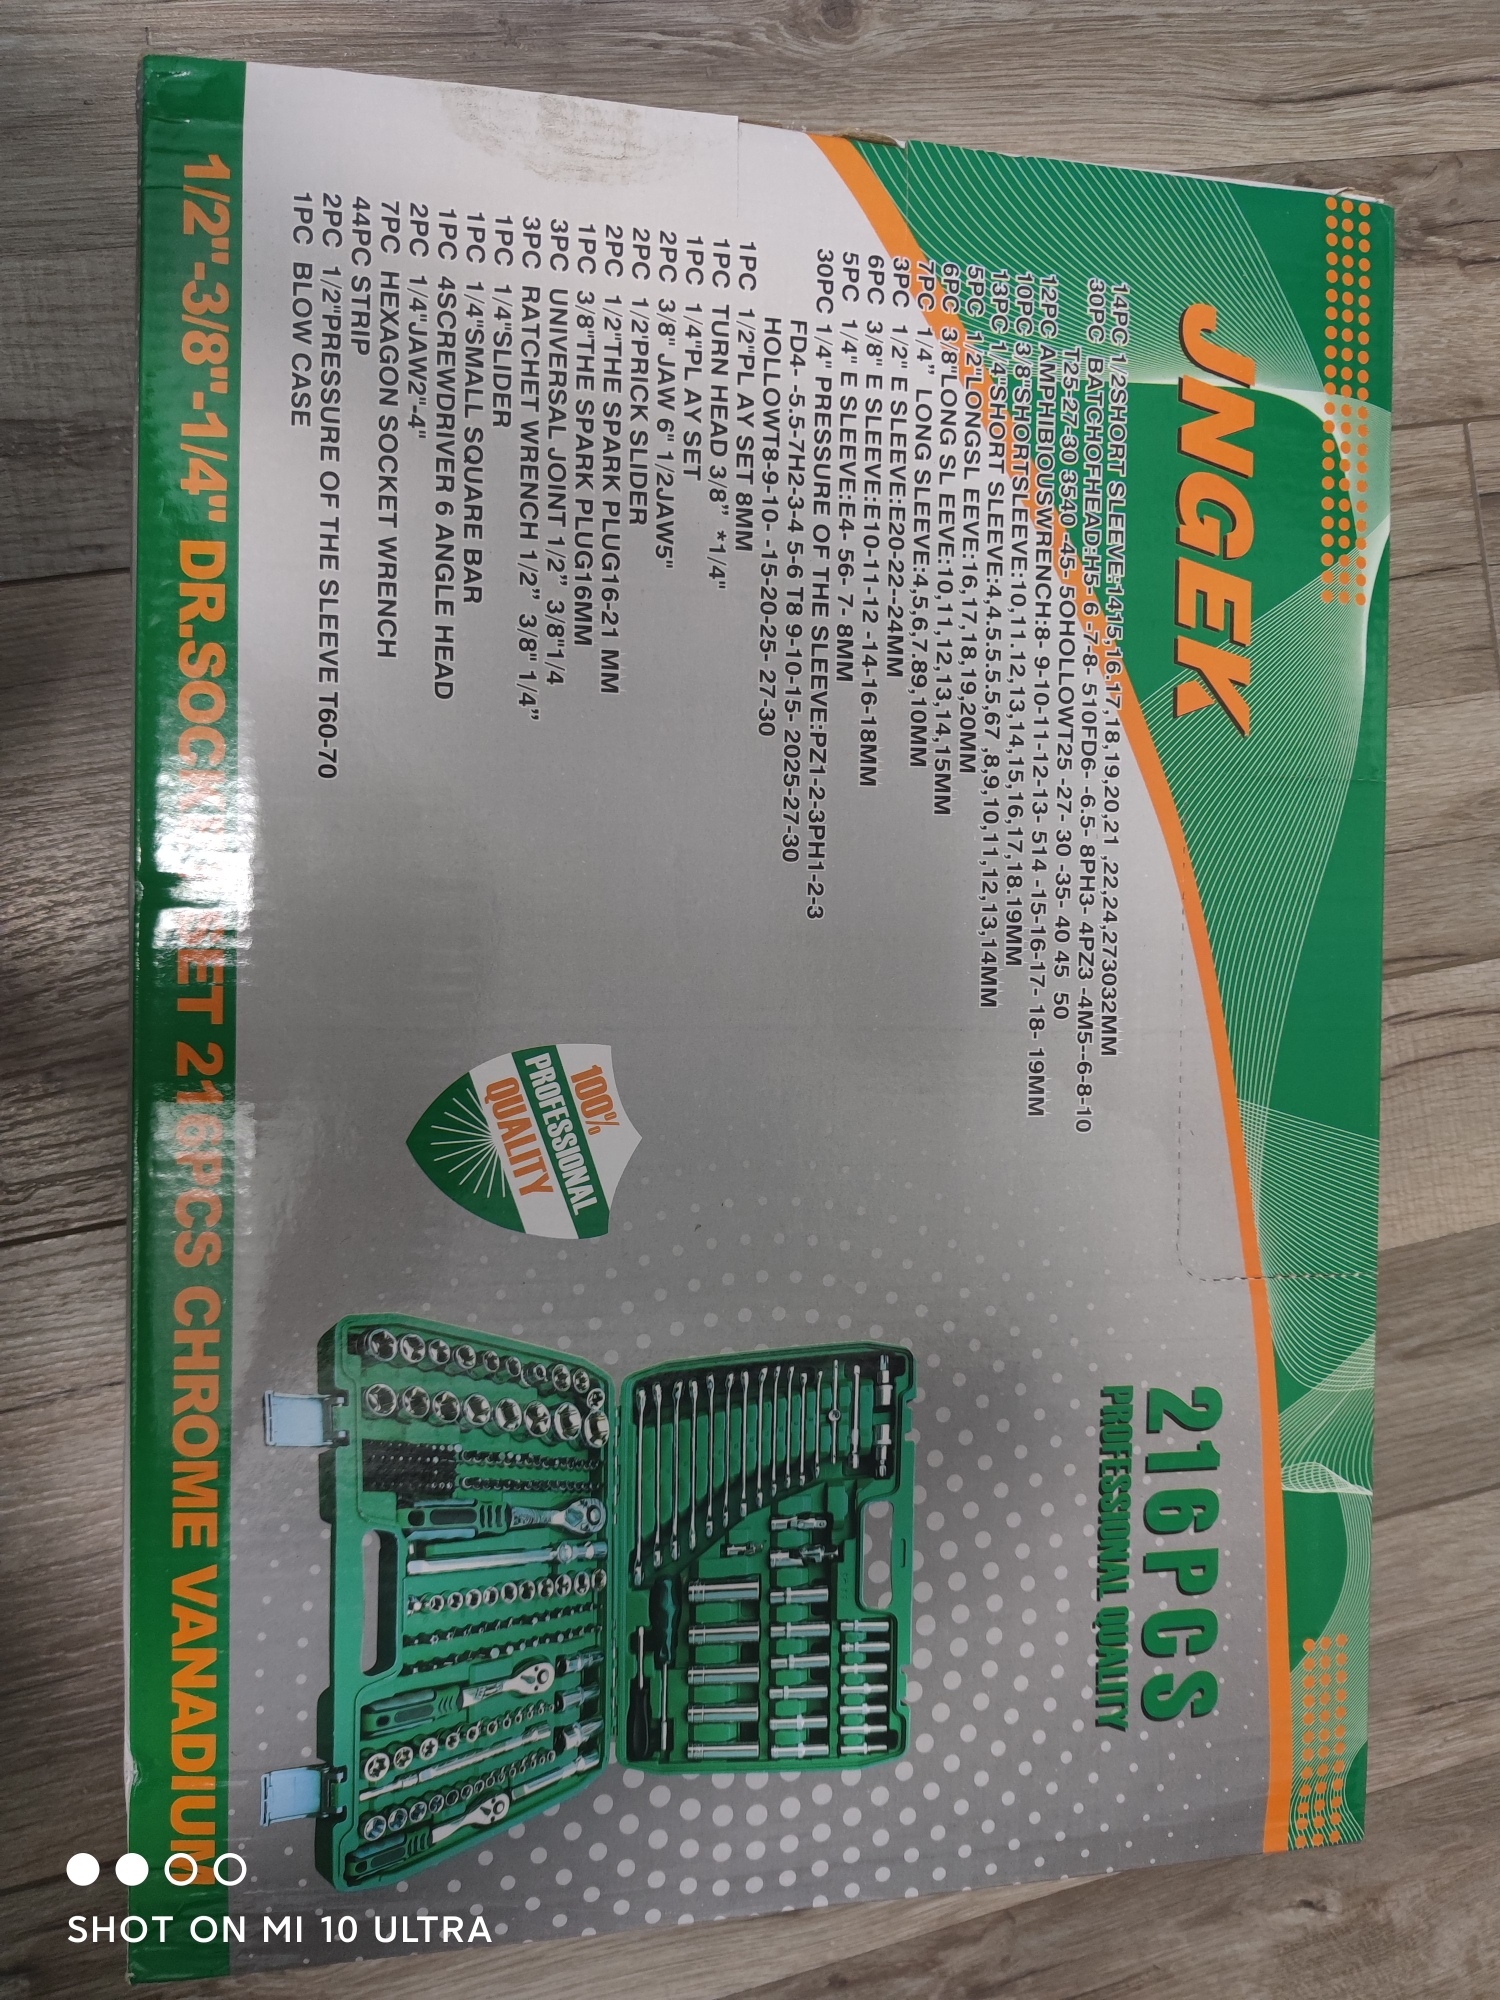 JNGEK
216PCS
PROFESSIONAL QUALITY
14PC 1/2SHORT SLEEVE:1415,16.17,18,19,20,21 ,22,24,273032MM
30PC BATCHOFHEAD:H5- 6 -7-8- 510FD6- -6.5- 8PH3- 4PZ3 -4M5--6-8-10
T25-27-30 3540 -45- 5OHOLLOWT25 -27- 30 -35- 40 45 50
12PC AMPHIBIOUSWRENCH:8- 9-10-11-12-13- 514 -15-16-17- 18- 19MM
10PC 3/8"SHORTSLEEVE:10,11.12,13,14,15,16,17,18.19MM
13PC 1/4"SHORT SLEEVE:4,4.5.5.5.5,67 ,8,9,10,11,12,13,14MM
5PC 1/2"LONGSL EEVE:16,17,18,19,20MM
6PC 3/8"LONG SL EEVE:10,11,12,13,14,15MM
7PC 1/4” LONG SLEEVE:4,5,6,7,89,10MM
3PC 1/2" E SLEEVE:E20-22--24MM
6PC 3/8" E SLEEVE:E10-11-12 -14-16-18MM
5PC 1/4" E SLEEVE:E4- 56- 7- 8MM
30PC 1/4" PRESSURE OF THE SLEEVE:PZ1-2-3PH1-2-3
FD4- -5.5-7H2-3-4 5-6 T8 9-10-15- 2025-27-30
HOLLOWT8-9-10- -15-20-25- 27-30
1PC 1/2"PL AY SET 8MM
1PC TURN HEAD 3/8” *1/4"
1PC 1/4"PL AY SET
2PC 3/8" JAW 6" 1/2JAW5"
2PC 1/2'PRICK SLIDER
2PC 1/2"THE SPARK PLUG16-21 MM
1PC 3/8"THE SPARK PLUG16MM
3PC UNIVERSAL JOINT 1/2” 3/8"1/4
3PC RATCHET WRENCH 1/2” 3/8" 1/4”
1PC 1/4"SLIDER
1PC 1/4"SMALL SQUARE BAR
1PC 4SCREWDRIVER 6 ANGLE HEAD
2PC 1/4"JAW2"-4"
7PC HEXAGON SOCKET WRENCH
44PC STRIP
2PC 1/2"PRESSURE OF THE SLEEVE T60-70
1PC BLOW CASE
100%
PROFESSIONAL
QUALITY
1/2"-3/8"-1/4" DR.SOCKET SET 216PCS CHROME VANADIUM
SHOT ON MI 10 ULTRA